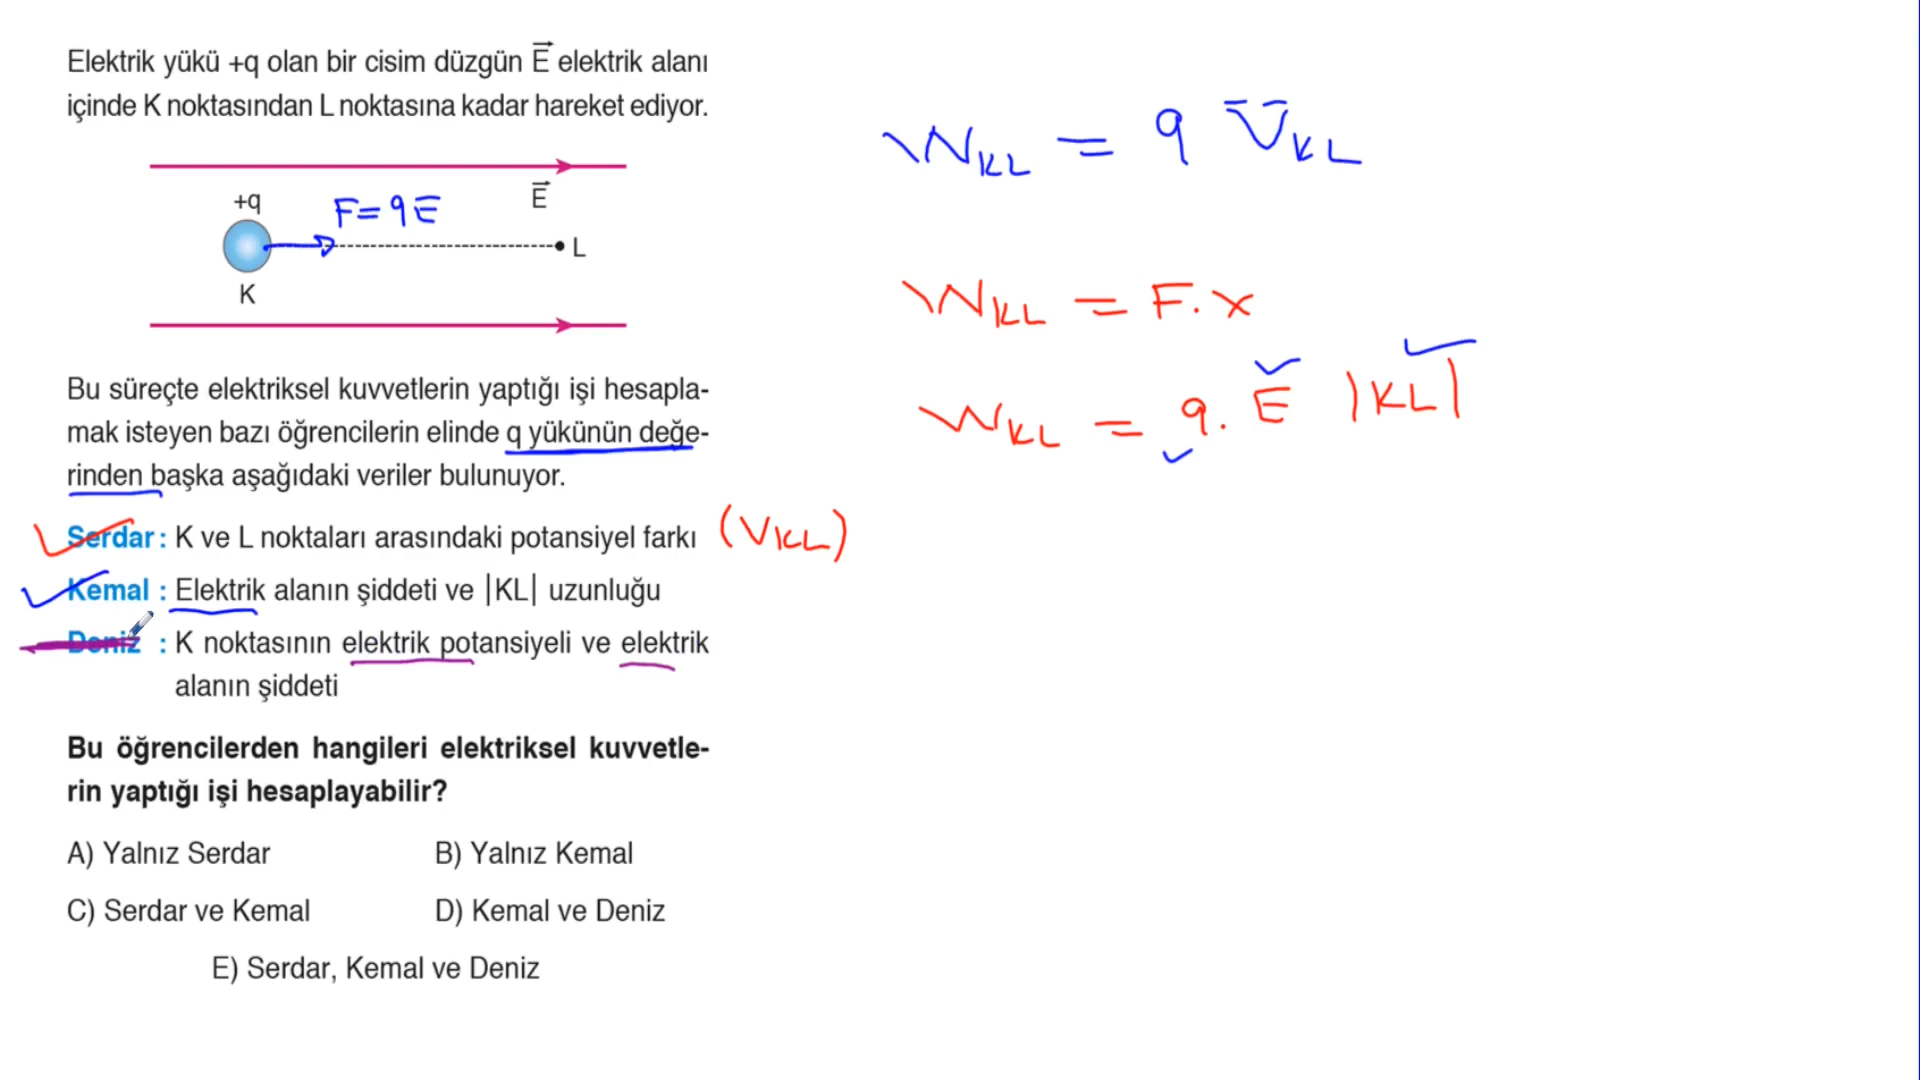 Elektrik yükü +q olan bir cisim düzgün E elektrik alanı
içinde K noktasından L noktasına kadar hareket ediyor.
+q
F=qE
E
L
K
Bu süreçte elektriksel kuvvetlerin yaptığı işi hesapla-
mak isteyen bazı öğrencilerin elinde q yükünün değe-
rinden başka aşağıdaki veriler bulunuyor.
Serdar: K ve L noktaları arasındaki potansiyel farkı (VKL)
Kemal : Elektrik alanın şiddeti ve |KL| uzunluğu
Deniz : K noktasının elektrik potansiyeli ve elektrik
alanın şiddeti
Bu öğrencilerden hangileri elektriksel kuvvetle-
rin yaptığı işi hesaplayabilir?
A) Yalnız Serdar
B) Yalnız Kemal
C) Serdar ve Kemal
D) Kemal ve Deniz
E) Serdar, Kemal ve Deniz
WKL = q VKL
WKL = F.x
WKL = q. E |KL|